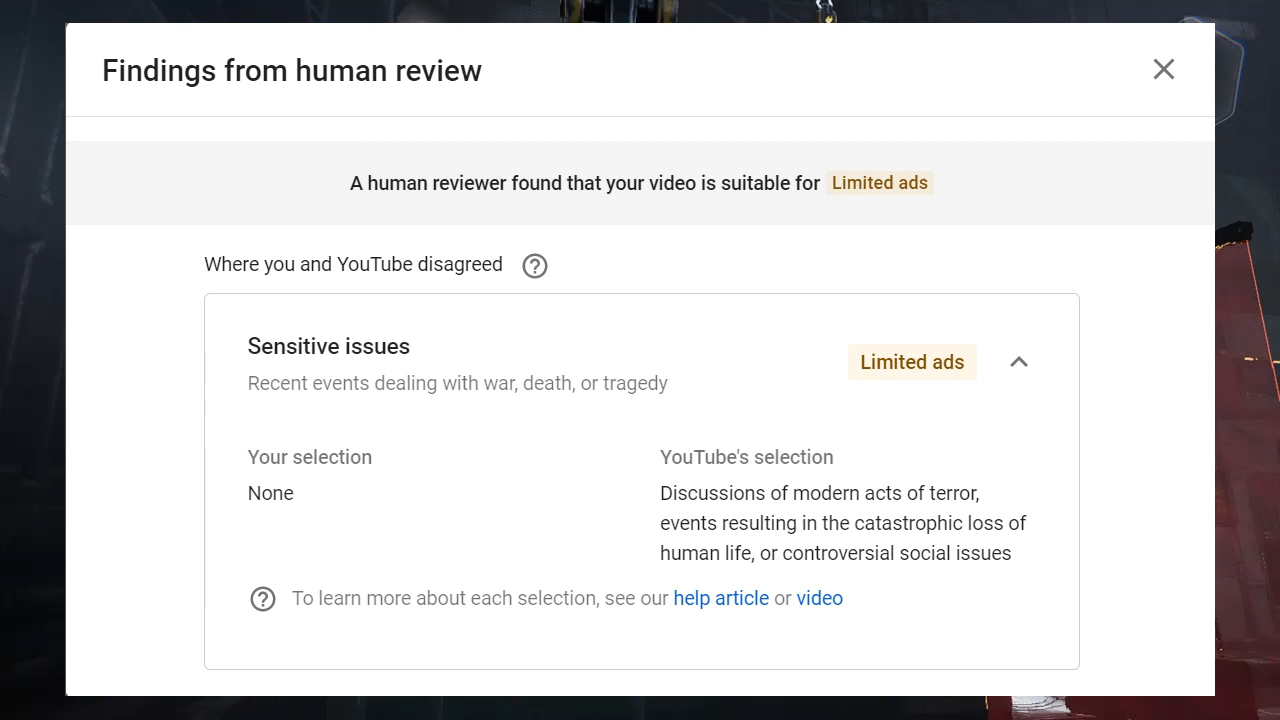 Findings from human review
A human reviewer found that your video is suitable for Limited ads
Where you and YouTube disagreed
Sensitive issues
Limited ads
Recent events dealing with war, death, or tragedy
Your selection
None
YouTube's selection
Discussions of modern acts of terror,
events resulting in the catastrophic loss of
human life, or controversial social issues
To learn more about each selection, see our help article or video